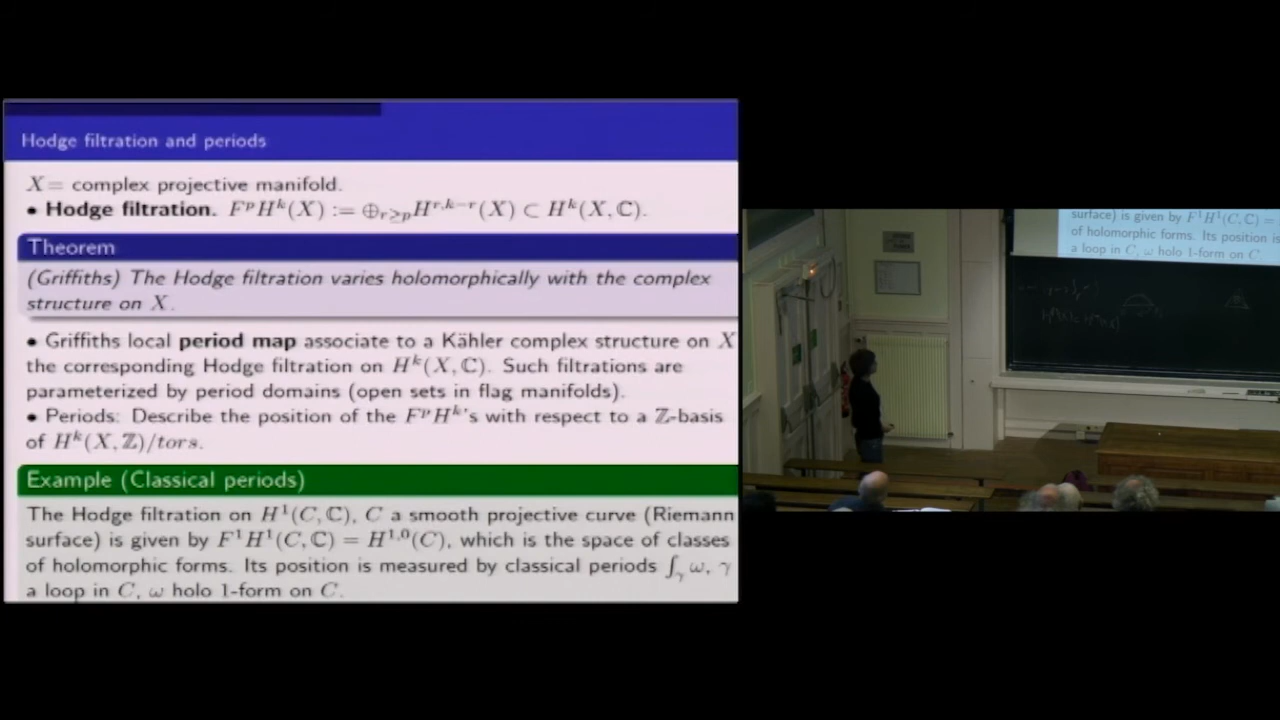 Hodge filtration and periods
X= complex projective manifold.
• Hodge filtration. F^pH^k(X) := ⊕_{r≥p}H^{r,k−r}(X) ⊂ H^k(X, ℂ).
Theorem
(Griffiths) The Hodge filtration varies holomorphically with the complex
structure on X.
• Griffiths local period map associate to a Kähler complex structure on X
the corresponding Hodge filtration on H^k(X, ℂ). Such filtrations are
parameterized by period domains (open sets in flag manifolds).
• Periods: Describe the position of the F^pH^k's with respect to a ℤ-basis
of H^k(X, ℤ)/tors.
Example (Classical periods)
The Hodge filtration on H^1(C, ℂ), C a smooth projective curve (Riemann
surface) is given by F^1H^1(C, ℂ) = H^{1,0}(C), which is the space of classes
of holomorphic forms. Its position is measured by classical periods ∫_γ ω, γ
a loop in C, ω holo 1-form on C.
surface) is given by F^1H^1(C, ℂ) =
of holomorphic forms. Its position is
a loop in C, ω holo 1-form on C.